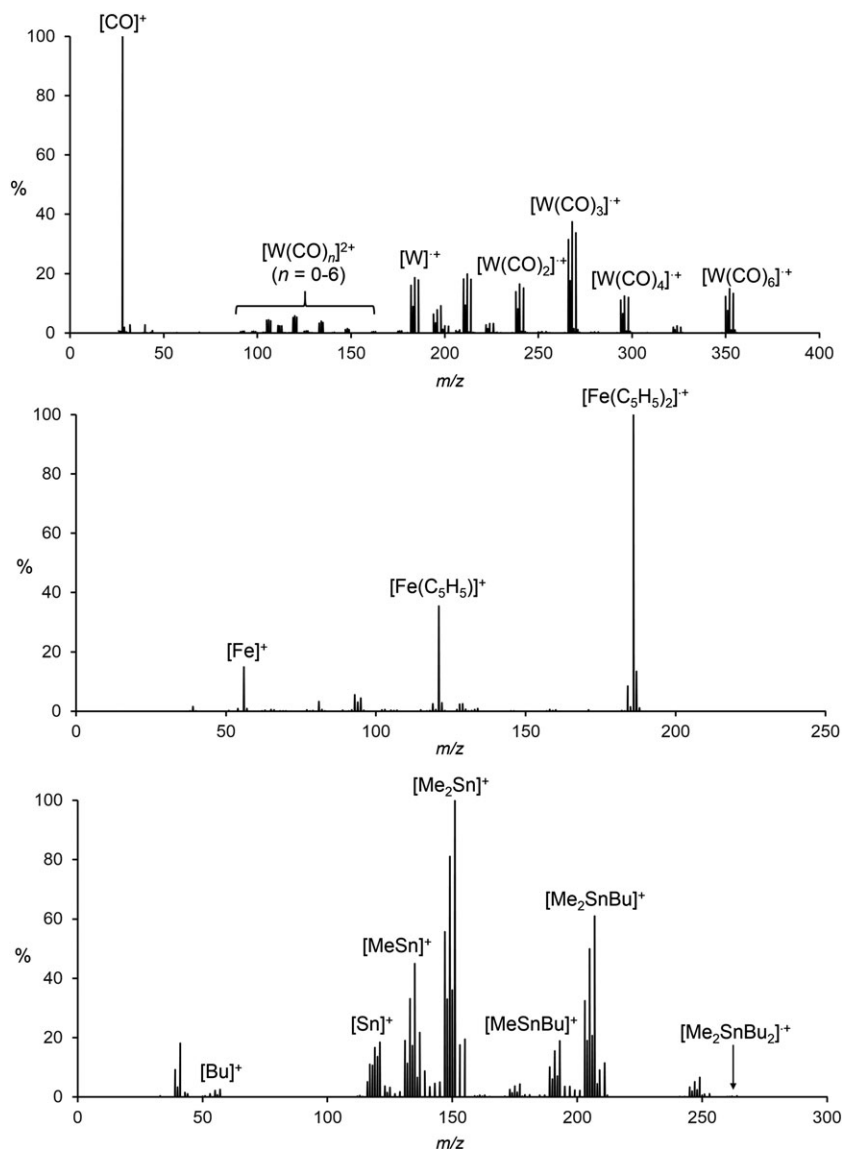 [CO]⁺
100
80
60
%
40
20
0
[W(CO)ₙ]²⁺
(n = 0-6)
[W]·⁺
[W(CO)₂]·⁺
[W(CO)₃]·⁺
[W(CO)₄]·⁺
[W(CO)₆]·⁺
0 50 100 150 200 250 300 350 400
m/z
100
80
60
%
40
20
0
[Fe]⁺
[Fe(C₅H₅)]⁺
[Fe(C₅H₅)₂]·⁺
50 100 150 200 250
m/z
100
80
60
%
40
20
0
[Bu]⁺
[Sn]⁺
[MeSn]⁺
[Me₂Sn]⁺
[MeSnBu]⁺
[Me₂SnBu]⁺
[Me₂SnBu₂]·⁺
0 50 100 150 200 250 300
m/z